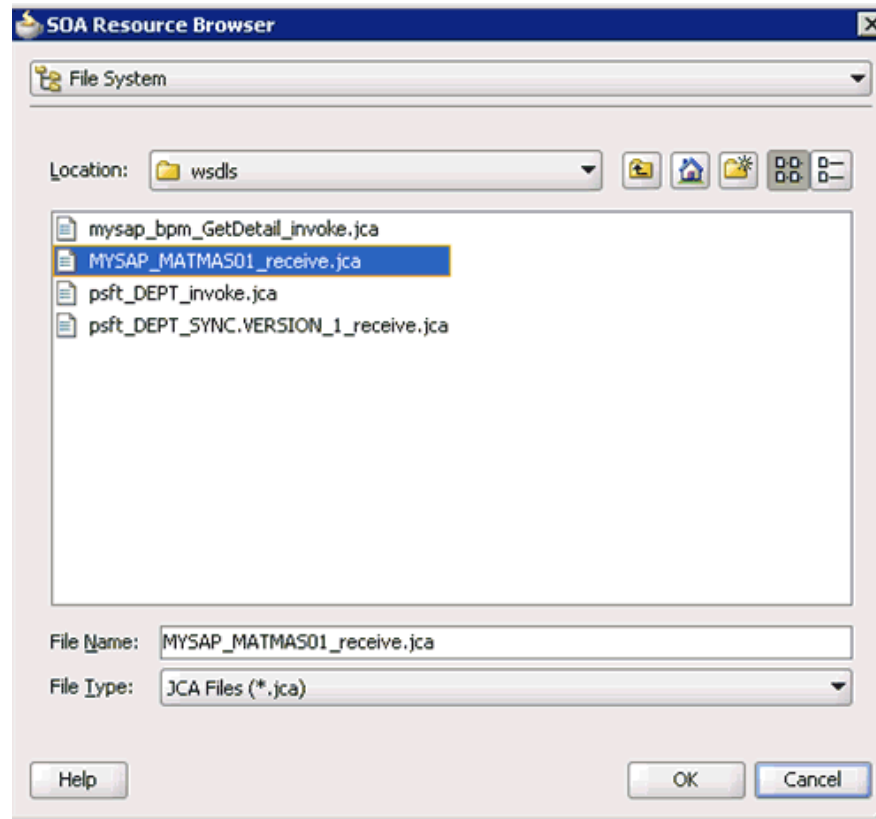 SOA Resource Browser
File System
Location: wsdls
mysap_bpm_GetDetail_invoke.jca
MYSAP_MATMAS01_receive.jca
psft_DEPT_invoke.jca
psft_DEPT_SYNC.VERSION_1_receive.jca
File Name: MYSAP_MATMAS01_receive.jca
File Type: JCA Files (*.jca)
Help OK Cancel